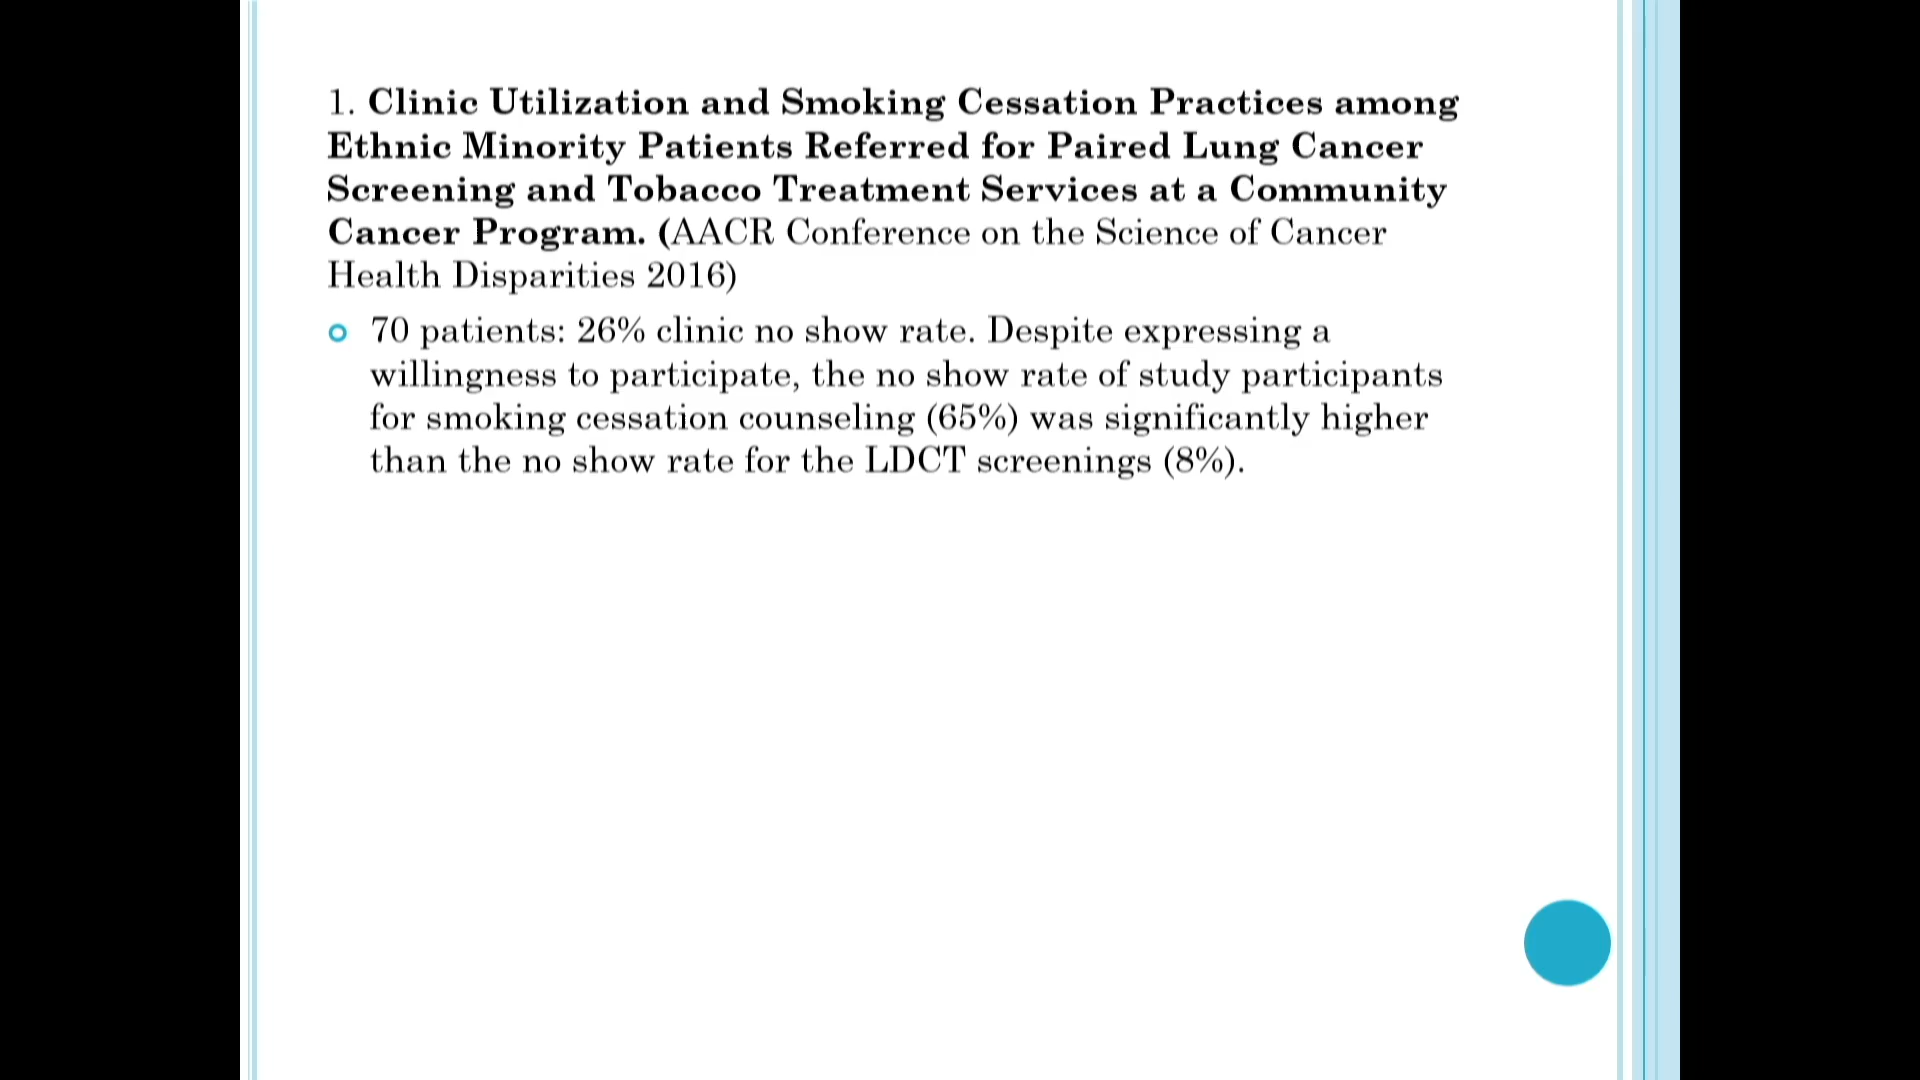 1. Clinic Utilization and Smoking Cessation Practices among
Ethnic Minority Patients Referred for Paired Lung Cancer
Screening and Tobacco Treatment Services at a Community
Cancer Program. (AACR Conference on the Science of Cancer
Health Disparities 2016)
70 patients: 26% clinic no show rate. Despite expressing a
willingness to participate, the no show rate of study participants
for smoking cessation counseling (65%) was significantly higher
than the no show rate for the LDCT screenings (8%).